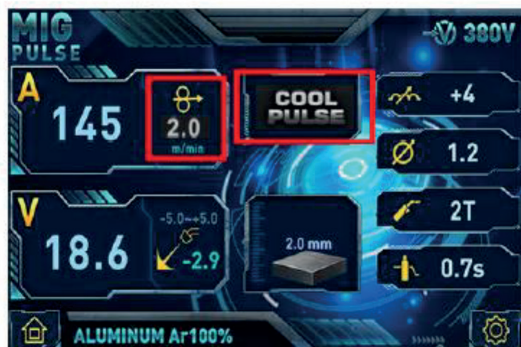 MIG
PULSE
380V
A
145
2.0
m/min
COOL
PULSE
+4
1.2
V
18.6
-5.0~+5.0
-2.9
2.0 mm
2T
0.7s
ALUMINUM Ar100%